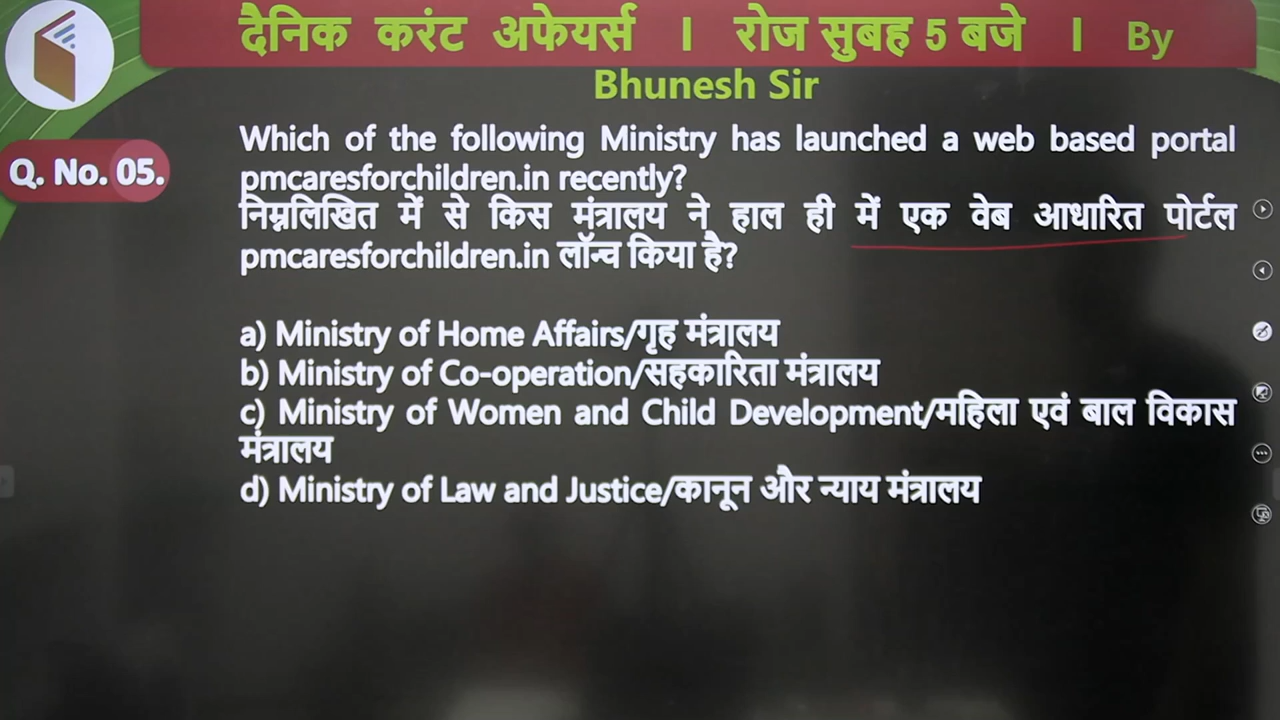 दैनिक करंट अफेयर्स । रोज सुबह 5 बजे । By
Bhunesh Sir
Q. No. 05.
Which of the following Ministry has launched a web based portal
pmcaresforchildren.in recently?
निम्नलिखित में से किस मंत्रालय ने हाल ही में एक वेब आधारित पोर्टल
pmcaresforchildren.in लॉन्च किया है?
a) Ministry of Home Affairs/गृह मंत्रालय
b) Ministry of Co-operation/सहकारिता मंत्रालय
c) Ministry of Women and Child Development/महिला एवं बाल विकास
मंत्रालय
d) Ministry of Law and Justice/कानून और न्याय मंत्रालय